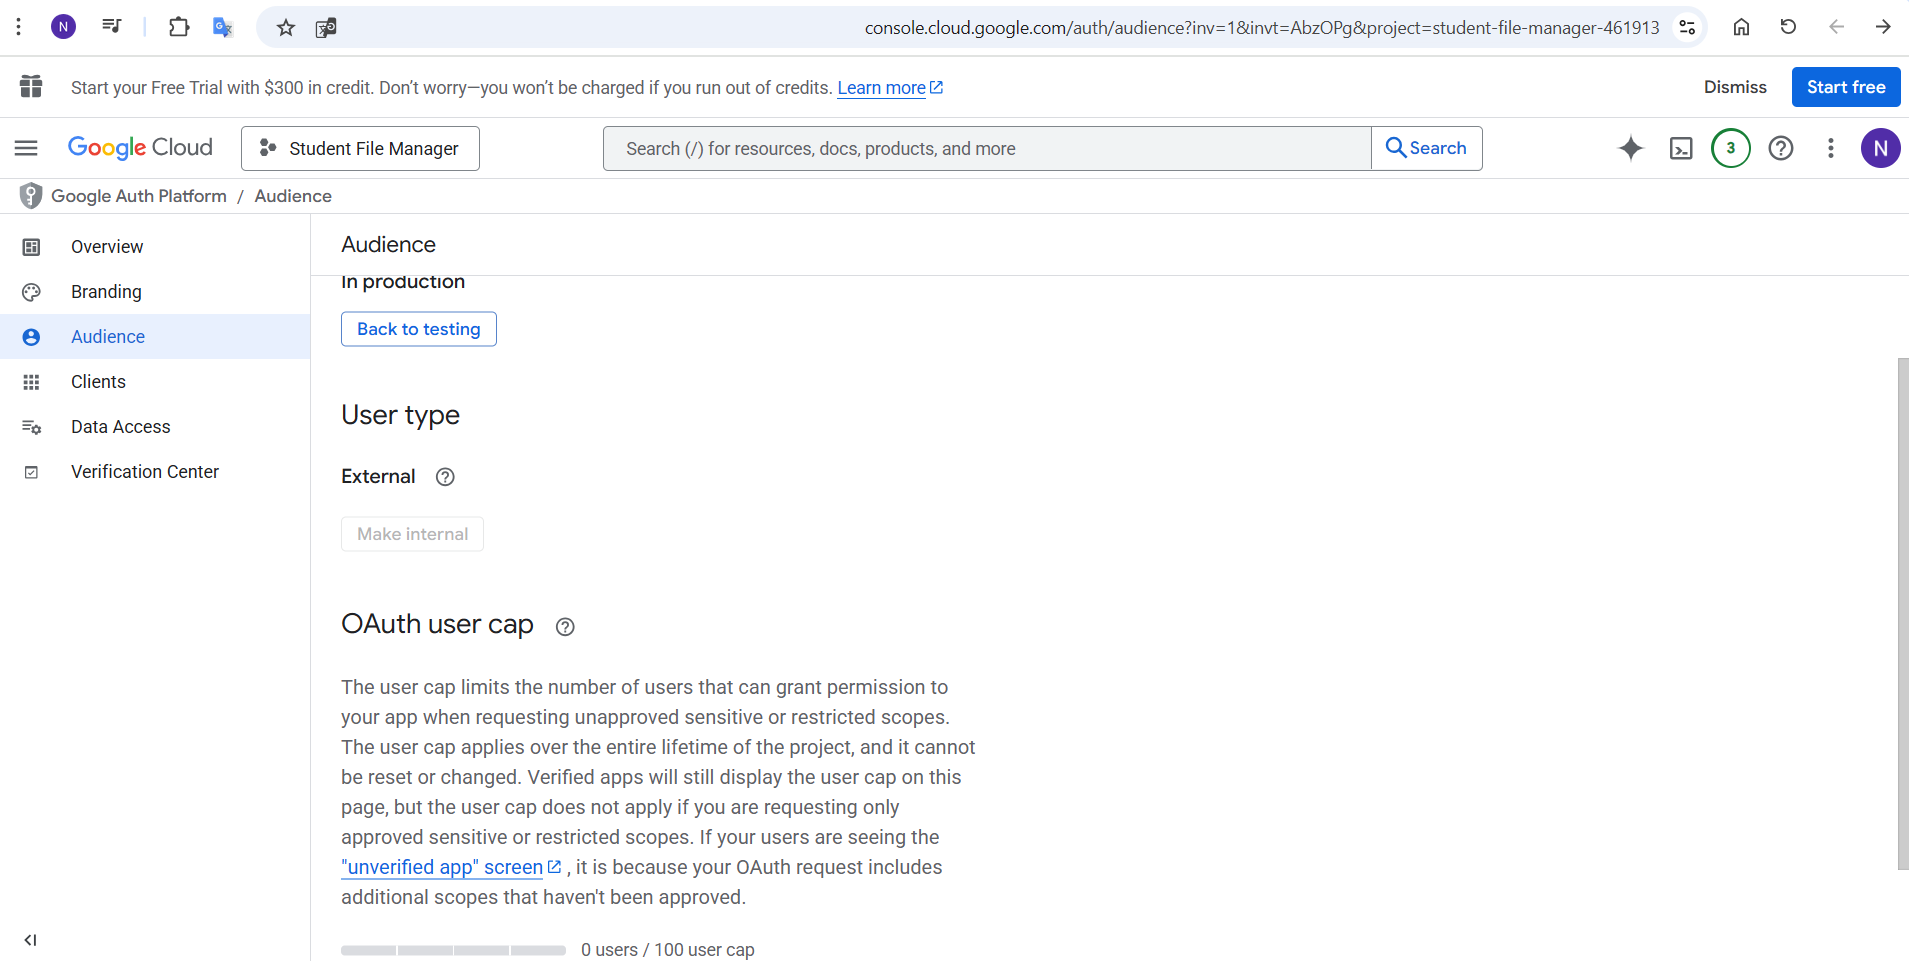 N
console.cloud.google.com/auth/audience?inv=1&invt=AbzOPg&project=student-file-manager-461913
Start your Free Trial with $300 in credit. Don’t worry—you won’t be charged if you run out of credits. Learn more
Dismiss
Start free
Google Cloud
Student File Manager
Search (/) for resources, docs, products, and more
Search
3
N
Google Auth Platform / Audience
Overview
Branding
Audience
Clients
Data Access
Verification Center
Audience
In production
Back to testing
User type
External
Make internal
OAuth user cap
The user cap limits the number of users that can grant permission to
your app when requesting unapproved sensitive or restricted scopes.
The user cap applies over the entire lifetime of the project, and it cannot
be reset or changed. Verified apps will still display the user cap on this
page, but the user cap does not apply if you are requesting only
approved sensitive or restricted scopes. If your users are seeing the
"unverified app" screen , it is because your OAuth request includes
additional scopes that haven't been approved.
0 users / 100 user cap